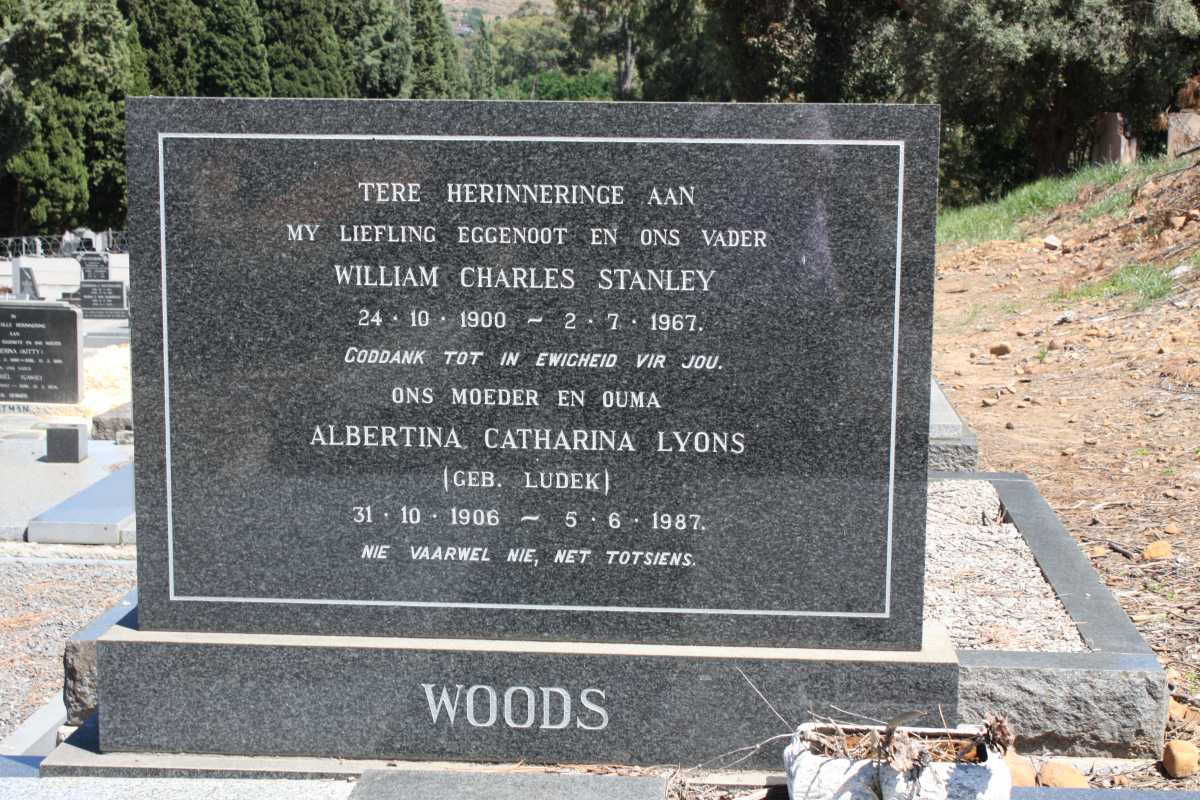 TERE HERINNERINGE AAN
MY LIEFLING EGGENOOT EN ONS VADER
WILLIAM CHARLES STANLEY
24 · 10 · 1900 ~ 2 · 7 · 1967.
GODDANK TOT IN EWIGHEID VIR JOU.
ONS MOEDER EN OUMA
ALBERTINA CATHARINA LYONS
(GEB. LUDEK)
31 · 10 · 1906 ~ 5 · 6 · 1987.
NIE VAARWEL NIE, NET TOTSIENS.
WOODS